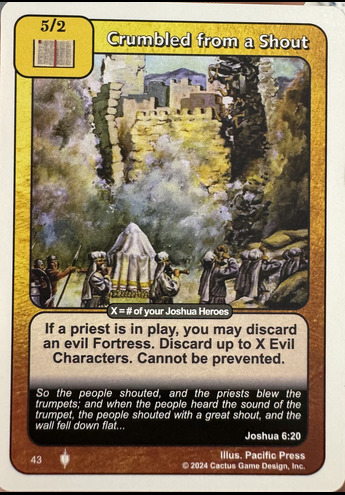 5/2
Crumbled from a Shout
X = # of your Joshua Heroes
If a priest is in play, you may discard
an evil Fortress. Discard up to X Evil
Characters. Cannot be prevented.
So the people shouted, and the priests blew the
trumpets; and when people heard the sound of the
trumpet, the people shouted with a great shout, and the
wall fell down flat...
Joshua 6:20
Illus. Pacific Press
43
© 2024 Cactus Game Design, Inc.